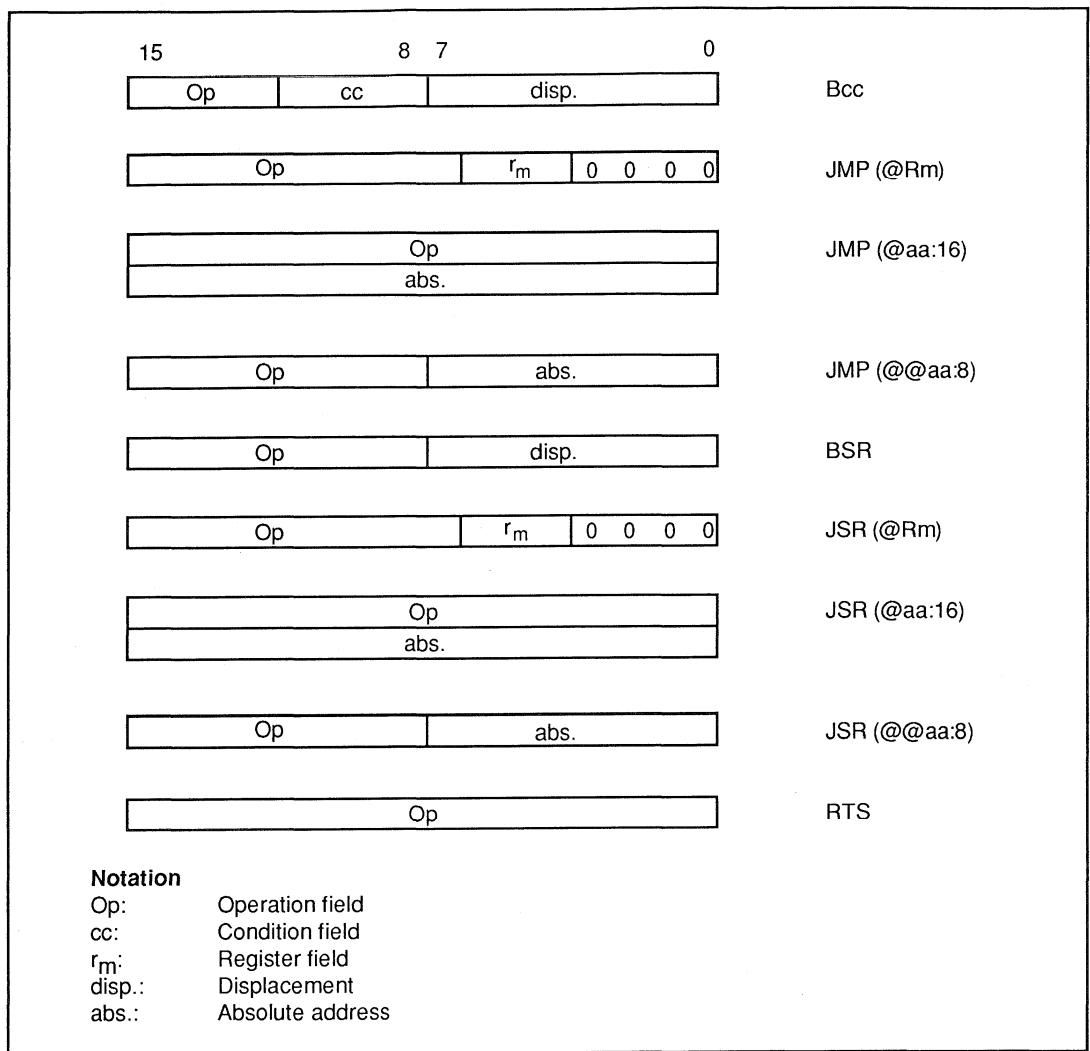 15 8 7 0
Op cc disp. Bcc
Op rm 0 0 0 0 JMP (@Rm)
Op JMP (@aa:16)
abs.
Op abs. JMP (@@aa:8)
Op disp. BSR
Op rm 0 0 0 0 JSR (@Rm)
Op JSR (@aa:16)
abs.
Op abs. JSR (@@aa:8)
Op RTS
Notation
Op: Operation field
cc: Condition field
rm: Register field
disp.: Displacement
abs.: Absolute address